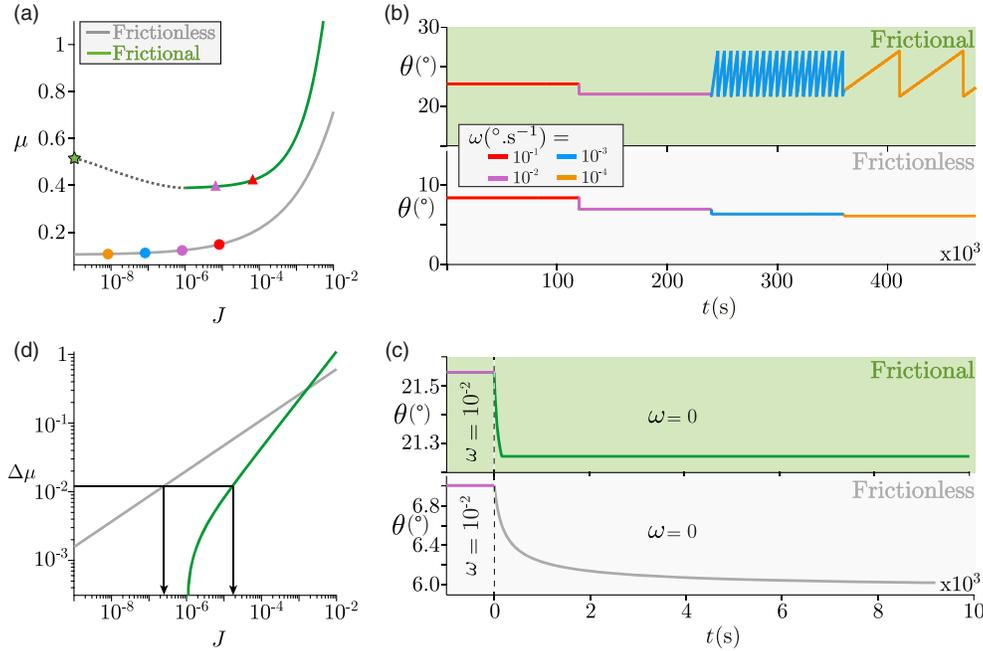 (a)
Frictionless
Frictional
1
0.8
μ
0.6
0.4
0.2
10⁻⁸ 10⁻⁶ 10⁻⁴ 10⁻²
J
(b)
30
Frictional
θ(°)
20
ω(°.s⁻¹) =
10⁻¹ 10⁻³
10⁻² 10⁻⁴
Frictionless
10
θ(°)
0
x10³
100 200 300 400
t(s)
(d)
1
10⁻¹
Δμ
10⁻²
10⁻³
10⁻⁸ 10⁻⁶ 10⁻⁴ 10⁻²
J
(c)
Frictional
21.5
θ(°)
21.3
ω = 10⁻²
ω = 0
Frictionless
6.8
θ(°)
6.4
6.0
ω = 10⁻²
ω = 0
x10³
0 2 4 6 8 10
t(s)